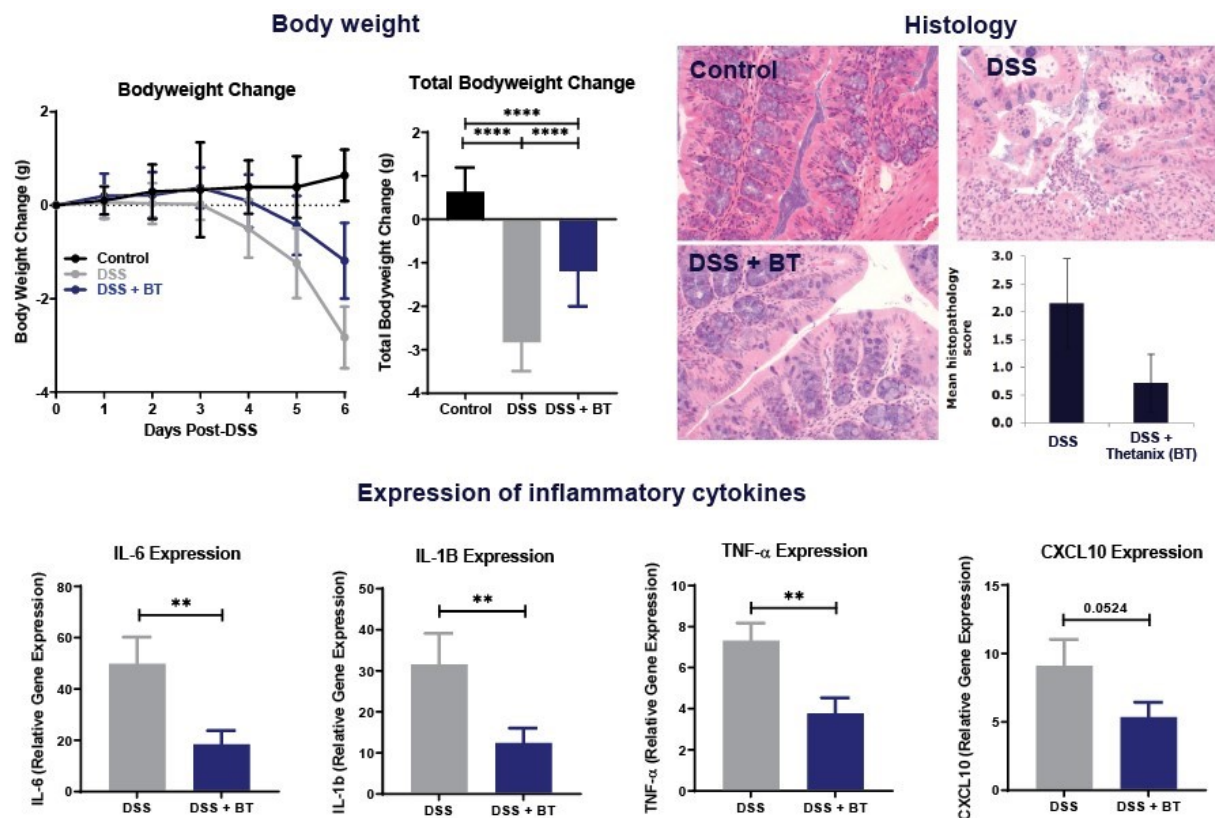 Body weight
Histology
Bodyweight Change
Body Weight Change (g)
2
0
-2
-4
0 1 2 3 4 5 6
Days Post-DSS
Control
DSS
DSS + BT
Total Bodyweight Change
Total Bodyweight Change (g)
2
1
0
-1
-2
-3
-4
****
**** ****
Control DSS DSS + BT
Control
DSS
DSS + BT
Mean histopathology
score
3.0
2.5
2.0
1.5
1.0
0.5
0.0
DSS
DSS +
Thetanix (BT)
Expression of inflammatory cytokines
IL-6 Expression
IL-6 (Relative Gene Expression)
80
60
40
20
0
**
DSS DSS + BT
IL-1B Expression
IL-1b (Relative Gene Expression)
50
40
30
20
10
0
**
DSS DSS + BT
TNF-α Expression
TNF-α (Relative Gene Expression)
8
6
4
2
0
**
DSS DSS + BT
CXCL10 Expression
CXCL10 (Relative Gene Expression)
15
10
5
0
0.0524
DSS DSS + BT